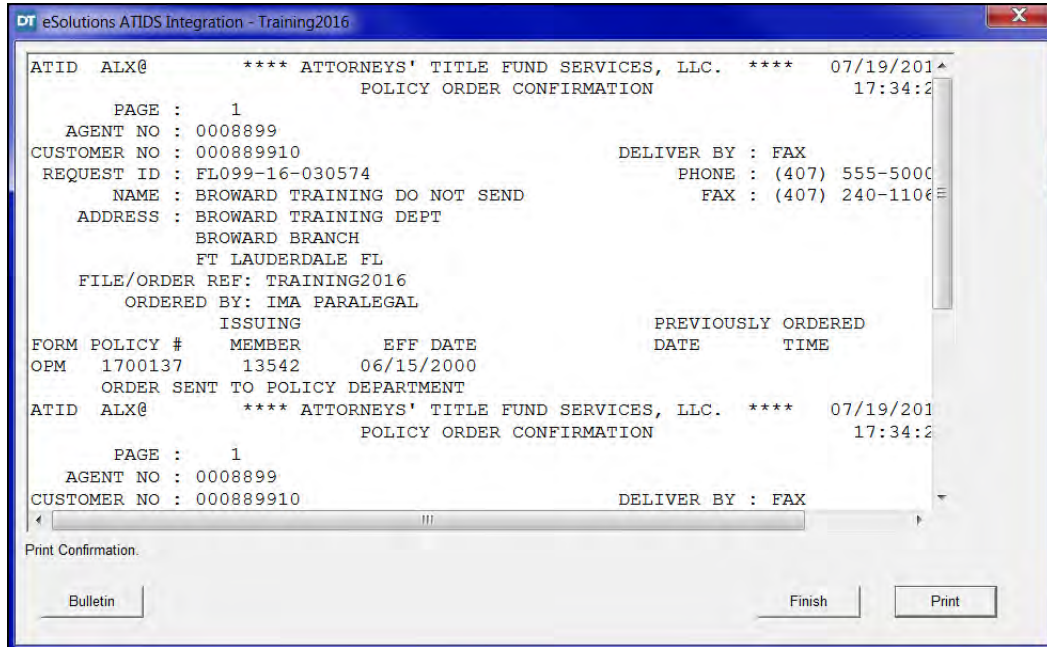 DT eSolutions ATIDS Integration - Training2016 X
ATID ALX@ **** ATTORNEYS' TITLE FUND SERVICES, LLC. **** 07/19/201
POLICY ORDER CONFIRMATION 17:34:2
PAGE : 1
AGENT NO : 0008899
CUSTOMER NO : 000889910 DELIVER BY : FAX
REQUEST ID : FL099-16-030574 PHONE : (407) 555-5000
NAME : BROWARD TRAINING DO NOT SEND FAX : (407) 240-1106
ADDRESS : BROWARD TRAINING DEPT
BROWARD BRANCH
FT LAUDERDALE FL
FILE/ORDER REF: TRAINING2016
ORDERED BY: IMA PARALEGAL
ISSUING PREVIOUSLY ORDERED
FORM POLICY # MEMBER EFF DATE DATE TIME
OPM 1700137 13542 06/15/2000
ORDER SENT TO POLICY DEPARTMENT
ATID ALX@ **** ATTORNEYS' TITLE FUND SERVICES, LLC. **** 07/19/201
POLICY ORDER CONFIRMATION 17:34:2
PAGE : 1
AGENT NO : 0008899
CUSTOMER NO : 000889910 DELIVER BY : FAX
Print Confirmation.
Bulletin Finish Print